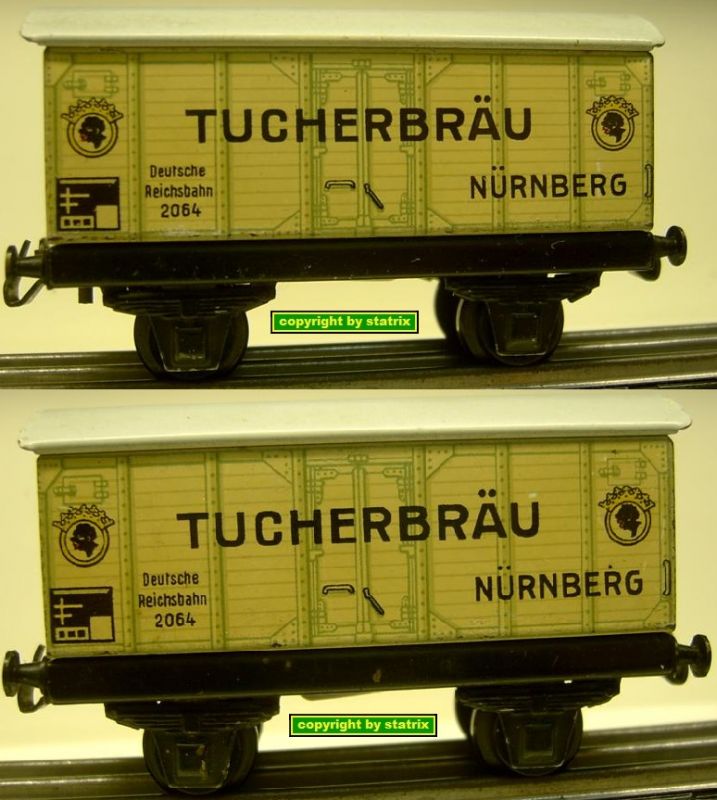 TUCHERBRÄU
Deutsche
Reichsbahn
2064
NÜRNBERG
copyright by statrix
TUCHERBRÄU
Deutsche
Reichsbahn
2064
NÜRNBERG
copyright by statrix